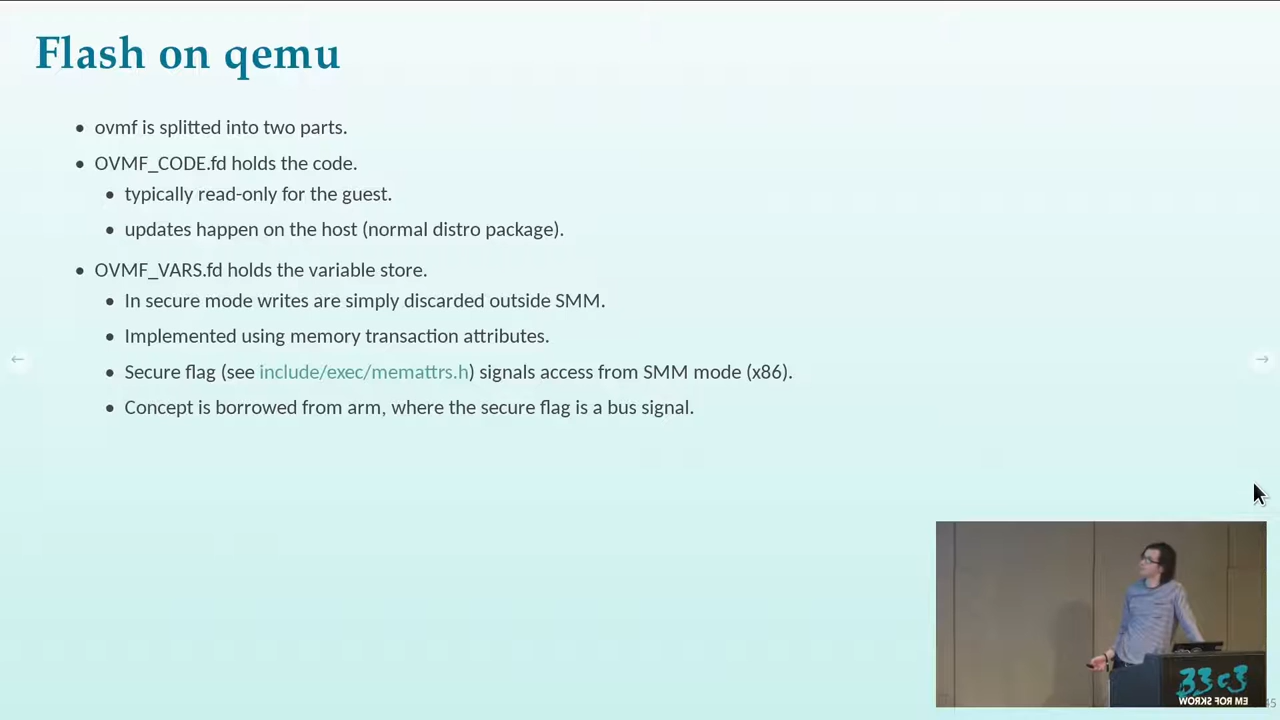 Flash on qemu
• ovmf is splitted into two parts.
• OVMF_CODE.fd holds the code.
• typically read-only for the guest.
• updates happen on the host (normal distro package).
• OVMF_VARS.fd holds the variable store.
• In secure mode writes are simply discarded outside SMM.
• Implemented using memory transaction attributes.
• Secure flag (see include/exec/memattrs.h) signals access from SMM mode (x86).
• Concept is borrowed from arm, where the secure flag is a bus signal.
← →
33c3
WORKS FOR ME